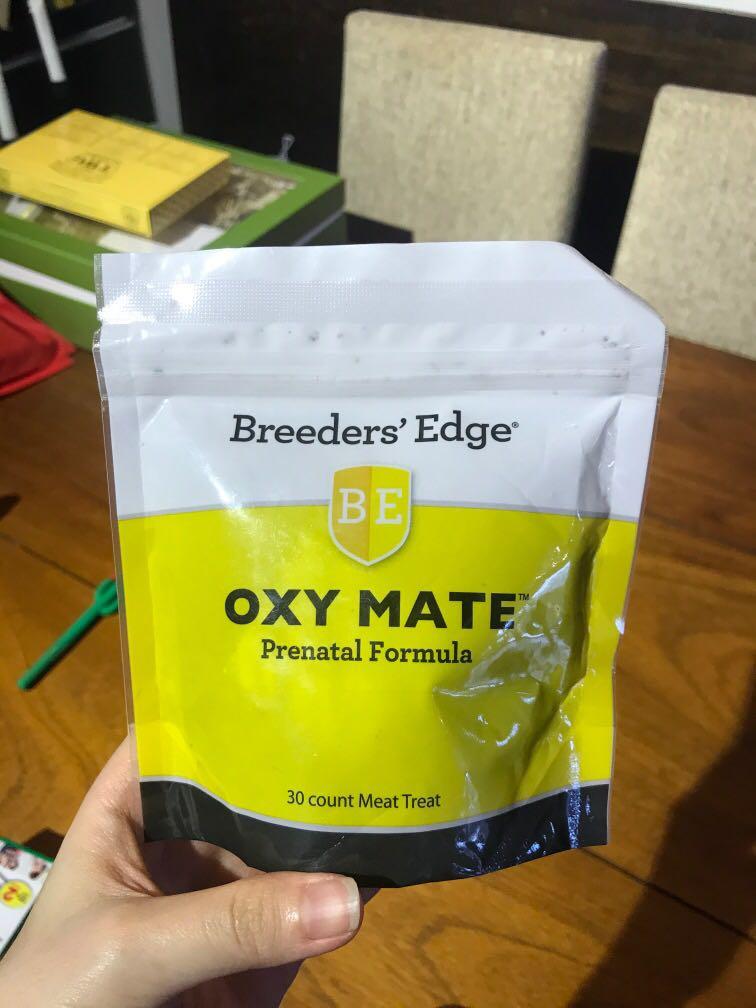 Breeders' Edge®
BE
OXY MATE™
Prenatal Formula
30 count Meat Treat